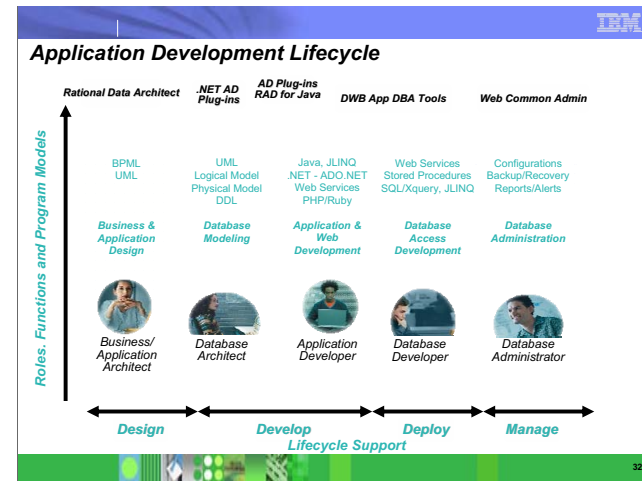 IBM
Application Development Lifecycle
Rational Data Architect
.NET AD
Plug-ins
AD Plug-ins
RAD for Java
DWB App DBA Tools
Web Common Admin
Roles. Functions and Program Models
BPML
UML
UML
Logical Model
Physical Model
DDL
Java, JLINQ
.NET - ADO.NET
Web Services
PHP/Ruby
Web Services
Stored Procedures
SQL/Xquery, JLINQ
Configurations
Backup/Recovery
Reports/Alerts
Business &
Application
Design
Database
Modeling
Application &
Web
Development
Database
Access
Development
Database
Administration
Business/
Application
Architect
Database
Architect
Application
Developer
Database
Developer
Database
Administrator
Design
Develop
Deploy
Manage
Lifecycle Support
32